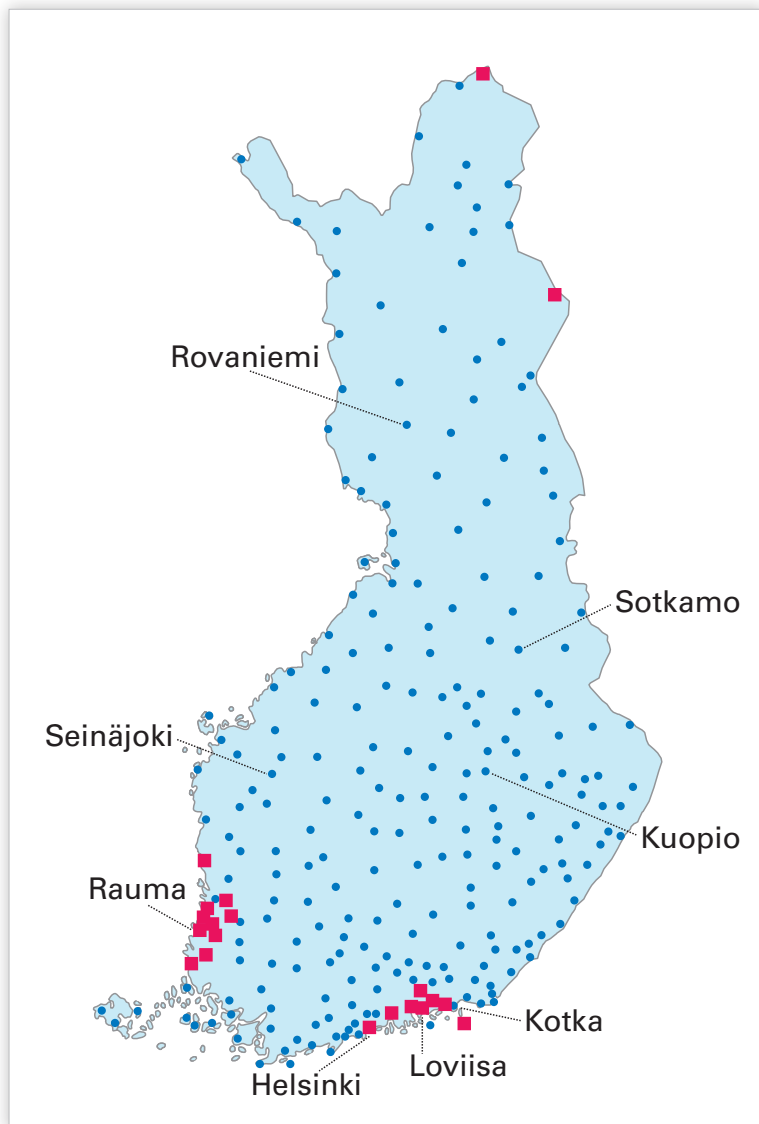 Rovaniemi
Sotkamo
Seinäjoki
Kuopio
Rauma
Kotka
Loviisa
Helsinki